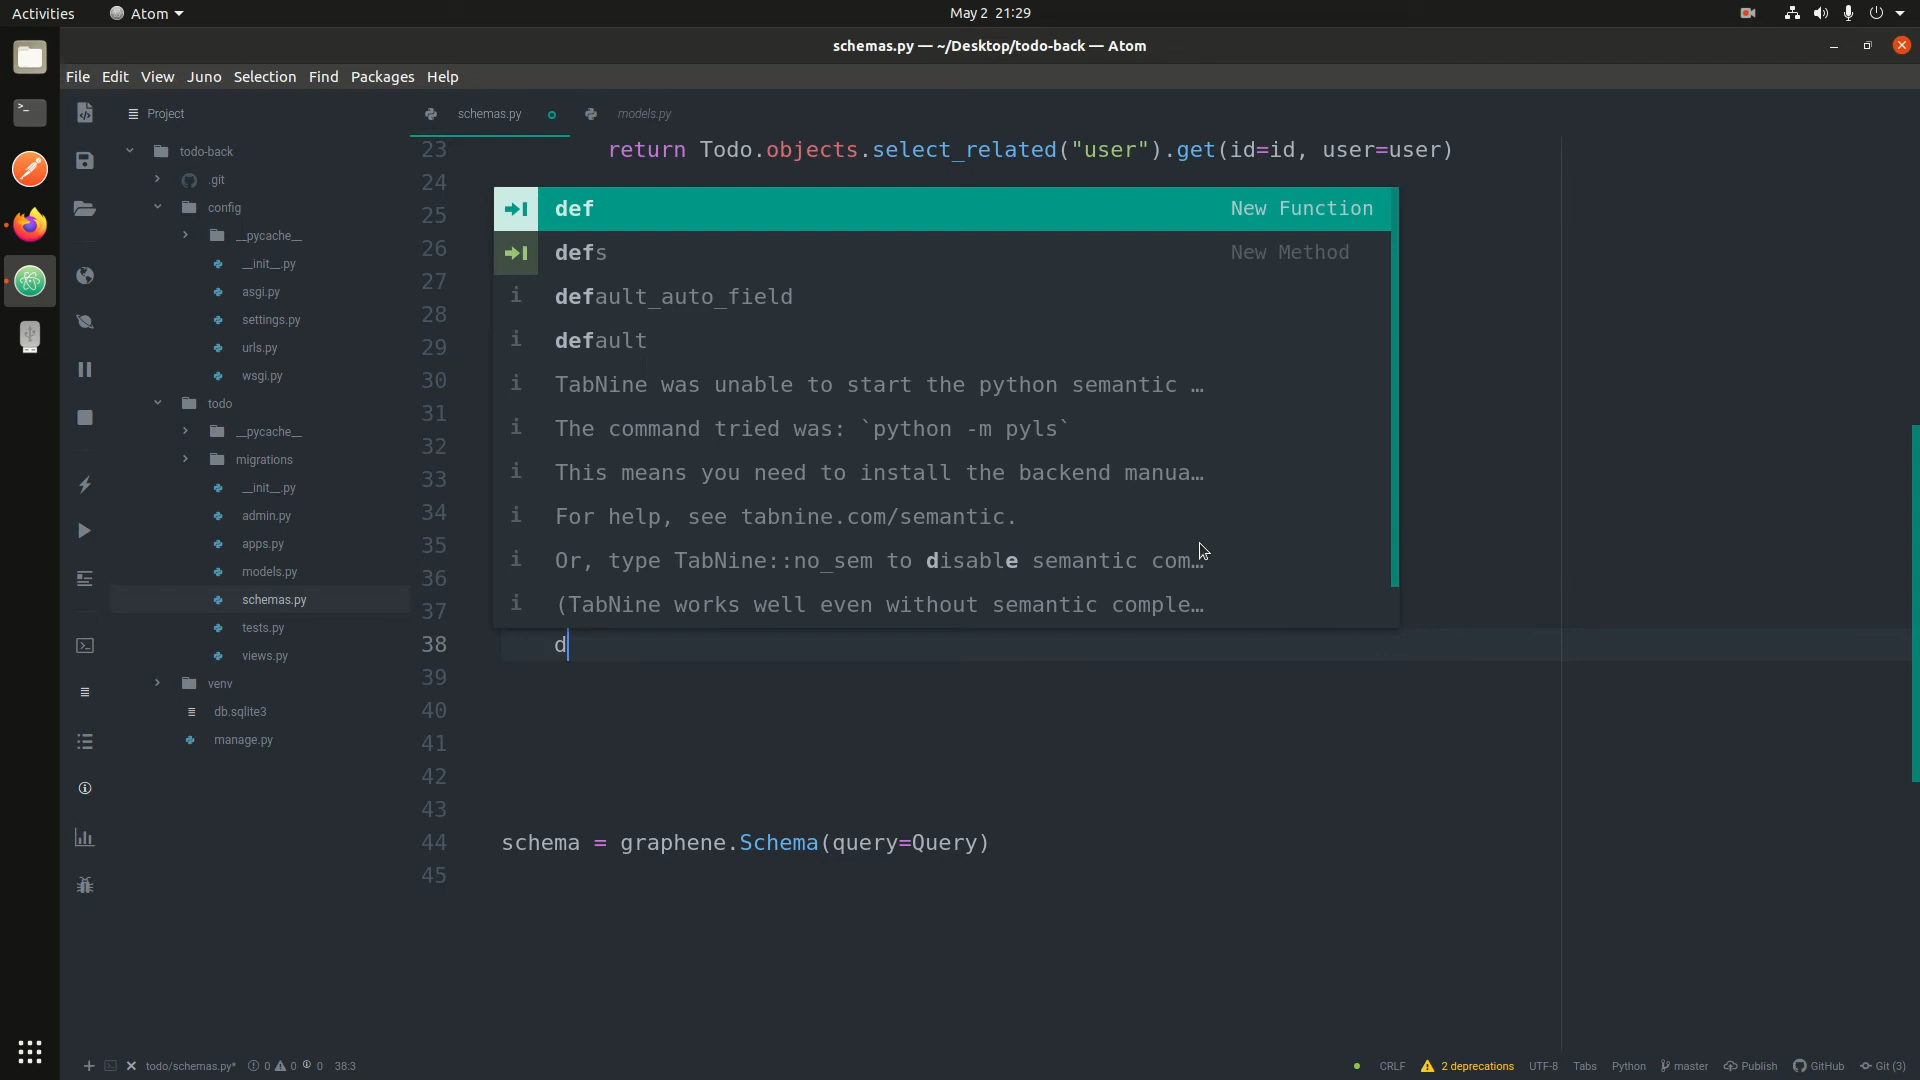 Activities
Atom
May 2 21:29
schemas.py — ~/Desktop/todo-back — Atom
File Edit View Juno Selection Find Packages Help
Project
schemas.py
models.py
todo-back
.git
config
__pycache__
__init__.py
asgi.py
settings.py
urls.py
wsgi.py
todo
__pycache__
migrations
__init__.py
admin.py
apps.py
models.py
schemas.py
tests.py
views.py
venv
db.sqlite3
manage.py
23 return Todo.objects.select_related("user").get(id=id, user=user)
24
25
26
27
28
29
30
31
32
33
34
35
36
37
def New Function
defs New Method
default_auto_field
default
TabNine was unable to start the python semantic …
The command tried was: `python -m pyls`
This means you need to install the backend manua…
For help, see tabnine.com/semantic.
Or, type TabNine::no_sem to disable semantic com…
(TabNine works well even without semantic comple…
38 d
39
40
41
42
43
44 schema = graphene.Schema(query=Query)
45
todo/schemas.py* 0 0 0 38:3
CRLF 2 deprecations UTF-8 Tabs Python master Publish GitHub Git (3)